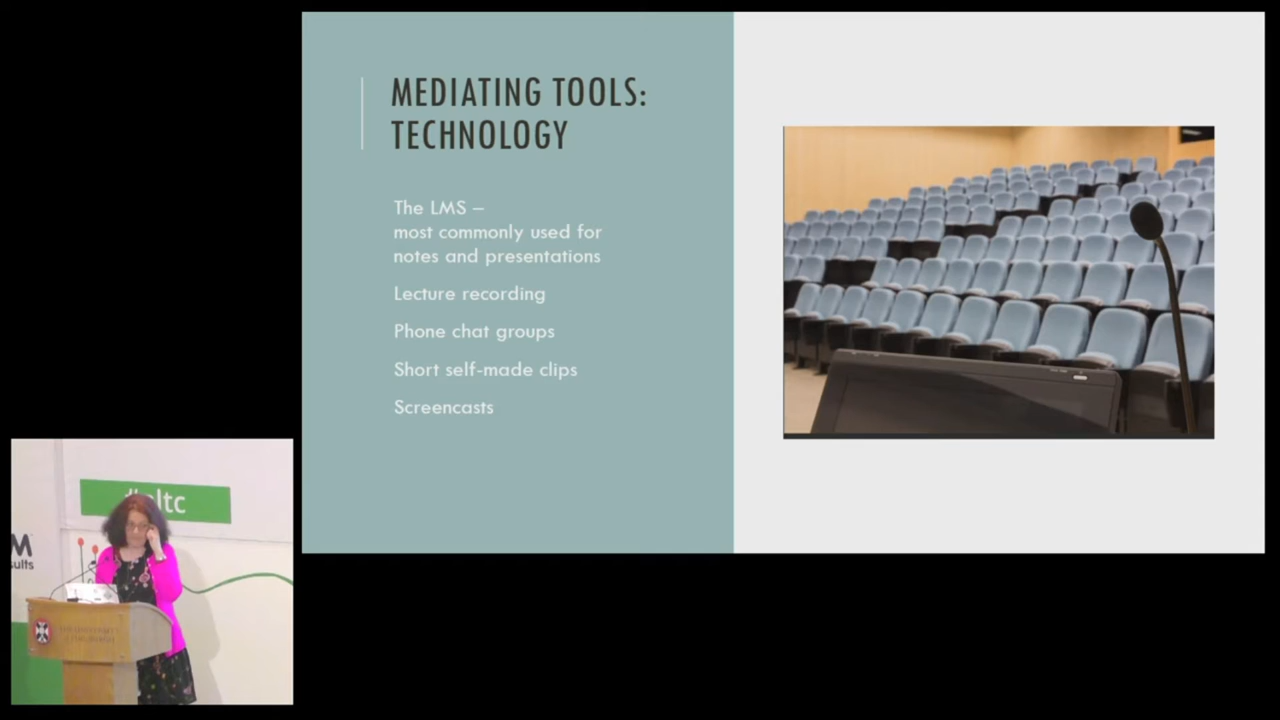 MEDIATING TOOLS:
TECHNOLOGY
The LMS –
most commonly used for
notes and presentations
Lecture recording
Phone chat groups
Short self-made clips
Screencasts